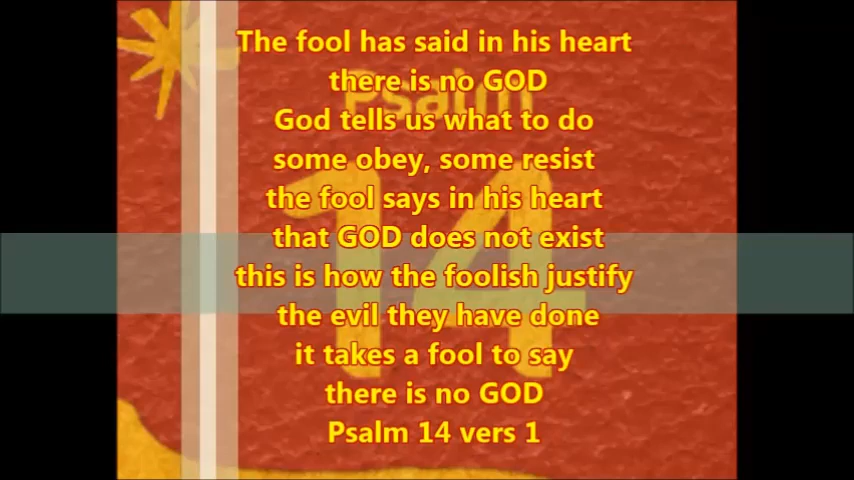 The fool has said in his heart
there is no GOD
God tells us what to do
some obey, some resist
the fool says in his heart
that GOD does not exist
this is how the foolish justify
the evil they have done
it takes a fool to say
there is no GOD
Psalm 14 vers 1
Psalm
14